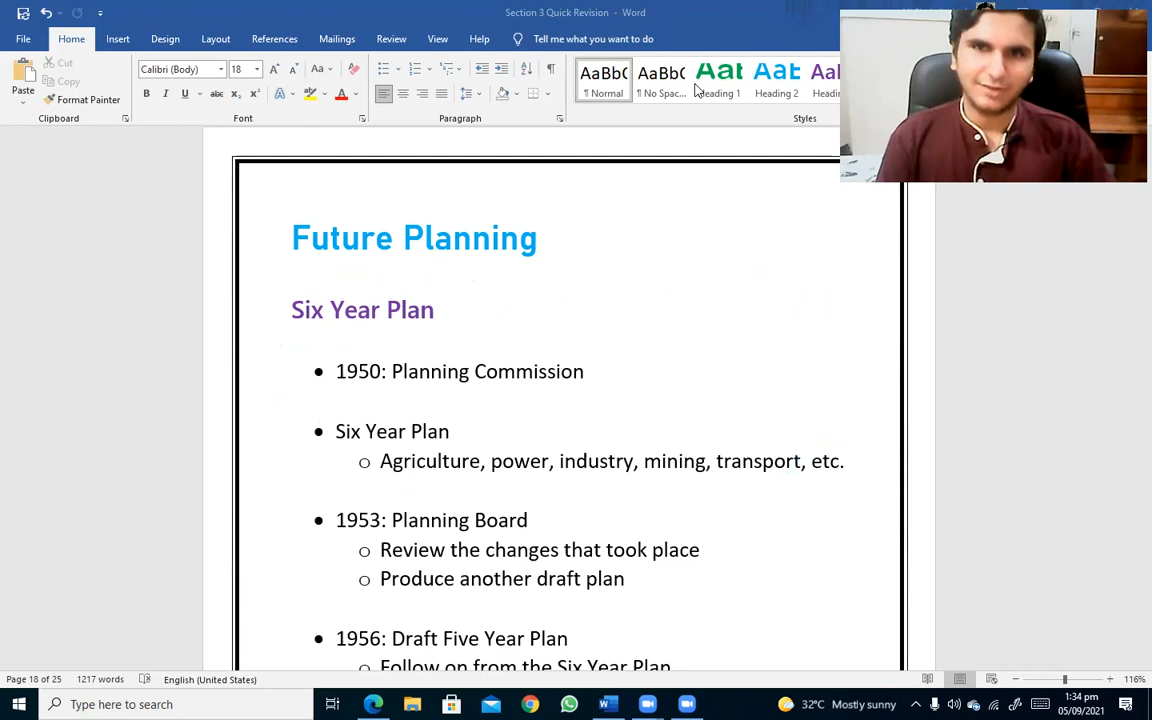 Section 3 Quick Revision - Word
File Home Insert Design Layout References Mailings Review View Help Tell me what you want to do
Paste
Cut
Copy
Format Painter
Clipboard
Calibri (Body) 18
Font
Paragraph
AaBbC AaBbC AaB AaB AaB
¶ Normal ¶ No Spac... Heading 1 Heading 2
Styles
Future Planning
Six Year Plan
• 1950: Planning Commission
• Six Year Plan
o Agriculture, power, industry, mining, transport, etc.
• 1953: Planning Board
o Review the changes that took place
o Produce another draft plan
• 1956: Draft Five Year Plan
o Follow on from the Six Year Plan
Page 18 of 25 1217 words English (United States) 116%
Type here to search
32°C Mostly sunny
1:34 pm
05/09/2021